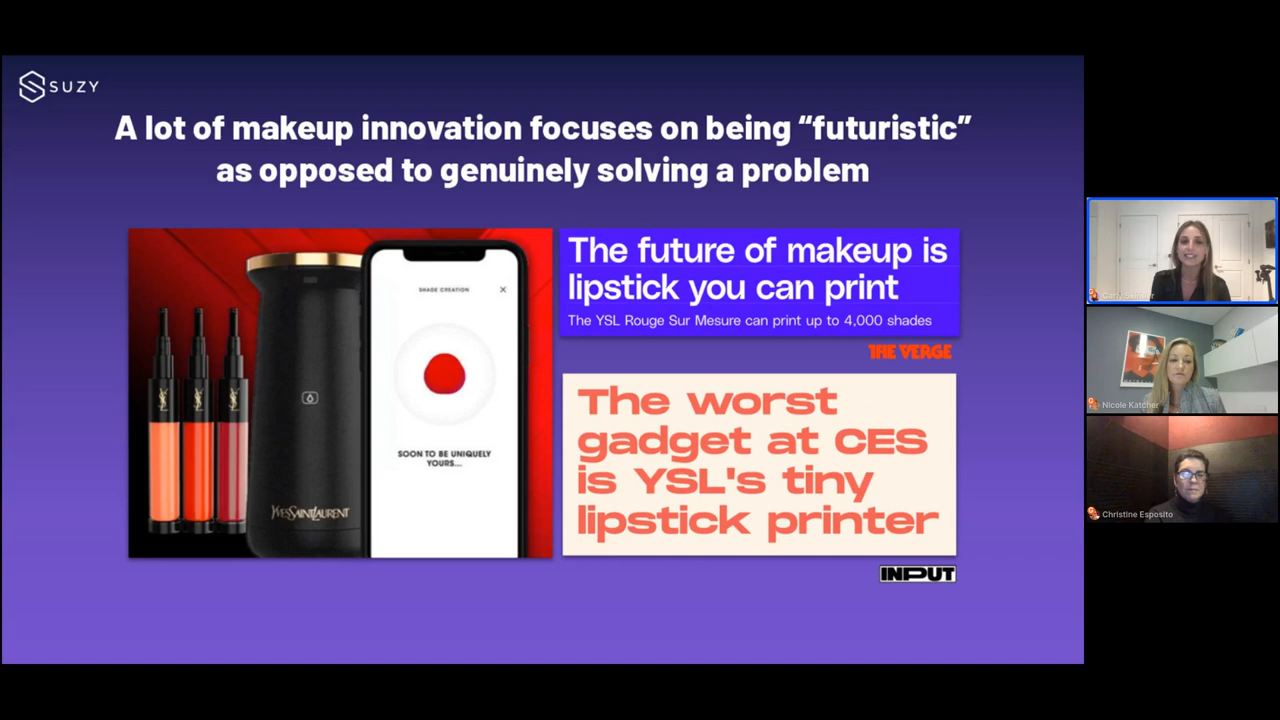 SUZY
A lot of makeup innovation focuses on being “futuristic”
as opposed to genuinely solving a problem
SHADE CREATION
SOON TO BE UNIQUELY
YOURS...
YVESSAINTLAURENT
The future of makeup is
lipstick you can print
The YSL Rouge Sur Mesure can print up to 4,000 shades
THE VERGE
The worst
gadget at CES
is YSL's tiny
lipstick printer
INPUT
Nicole Katcher
Christine Esposito